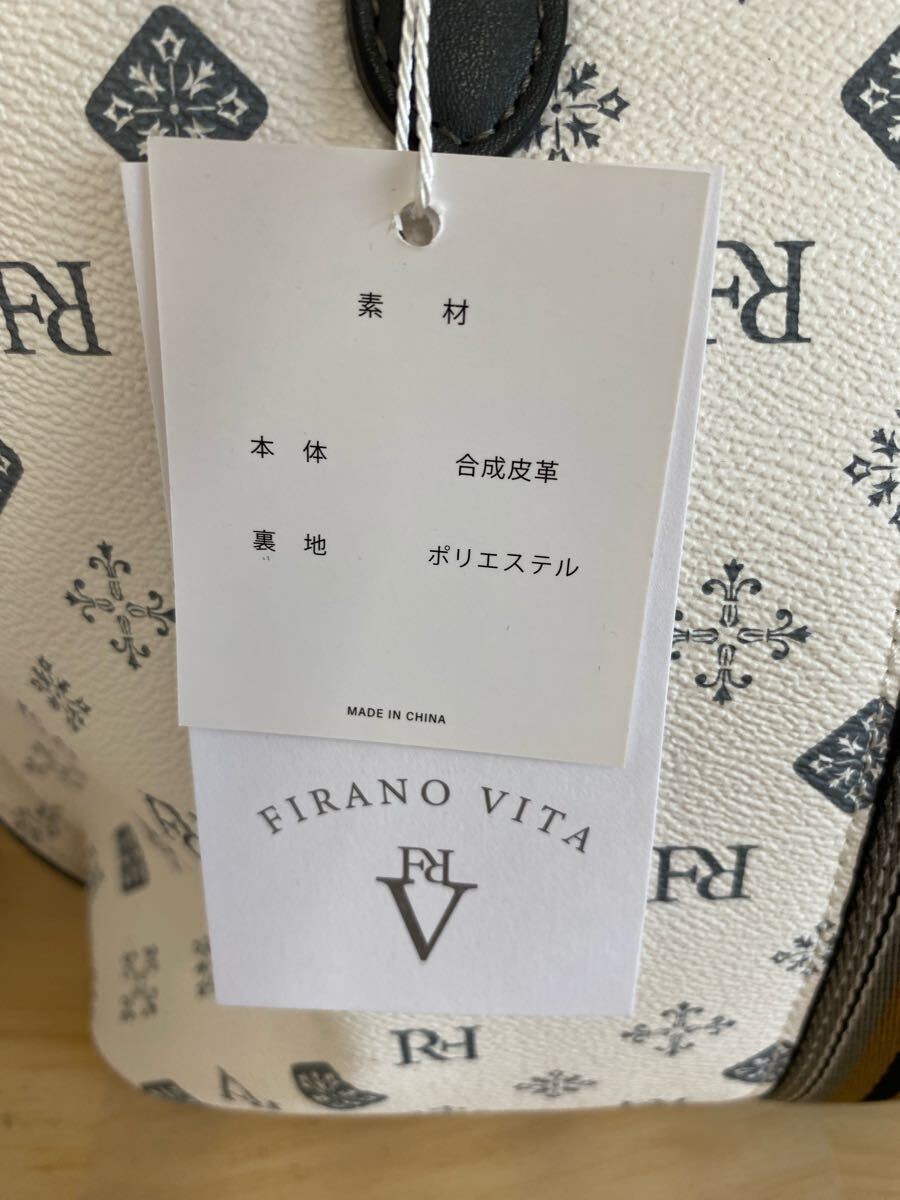 素 材
本 体 合成皮革
裏 地 ポリエステル
MADE IN CHINA
FIRANO VITA